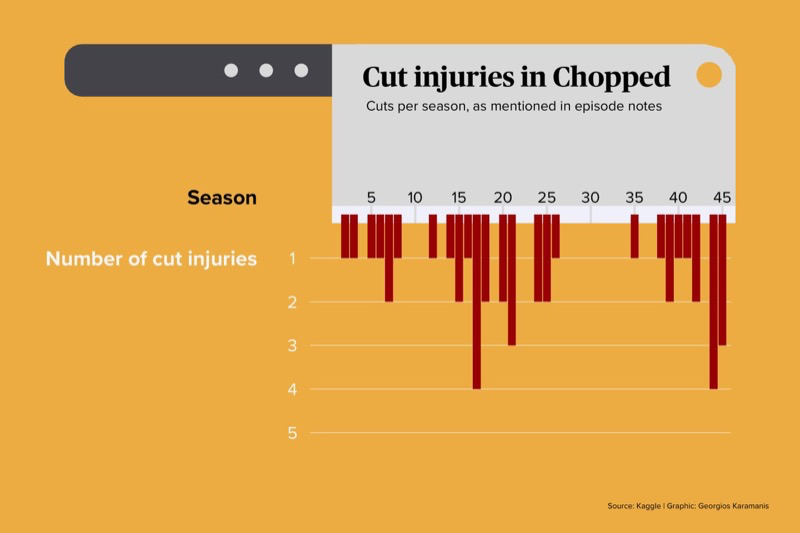 Cut injuries in Chopped
Cuts per season, as mentioned in episode notes
Season 5 10 15 20 25 30 35 40 45
Number of cut injuries 1
2
3
4
5
Source: Kaggle | Graphic: Georgios Karamanis